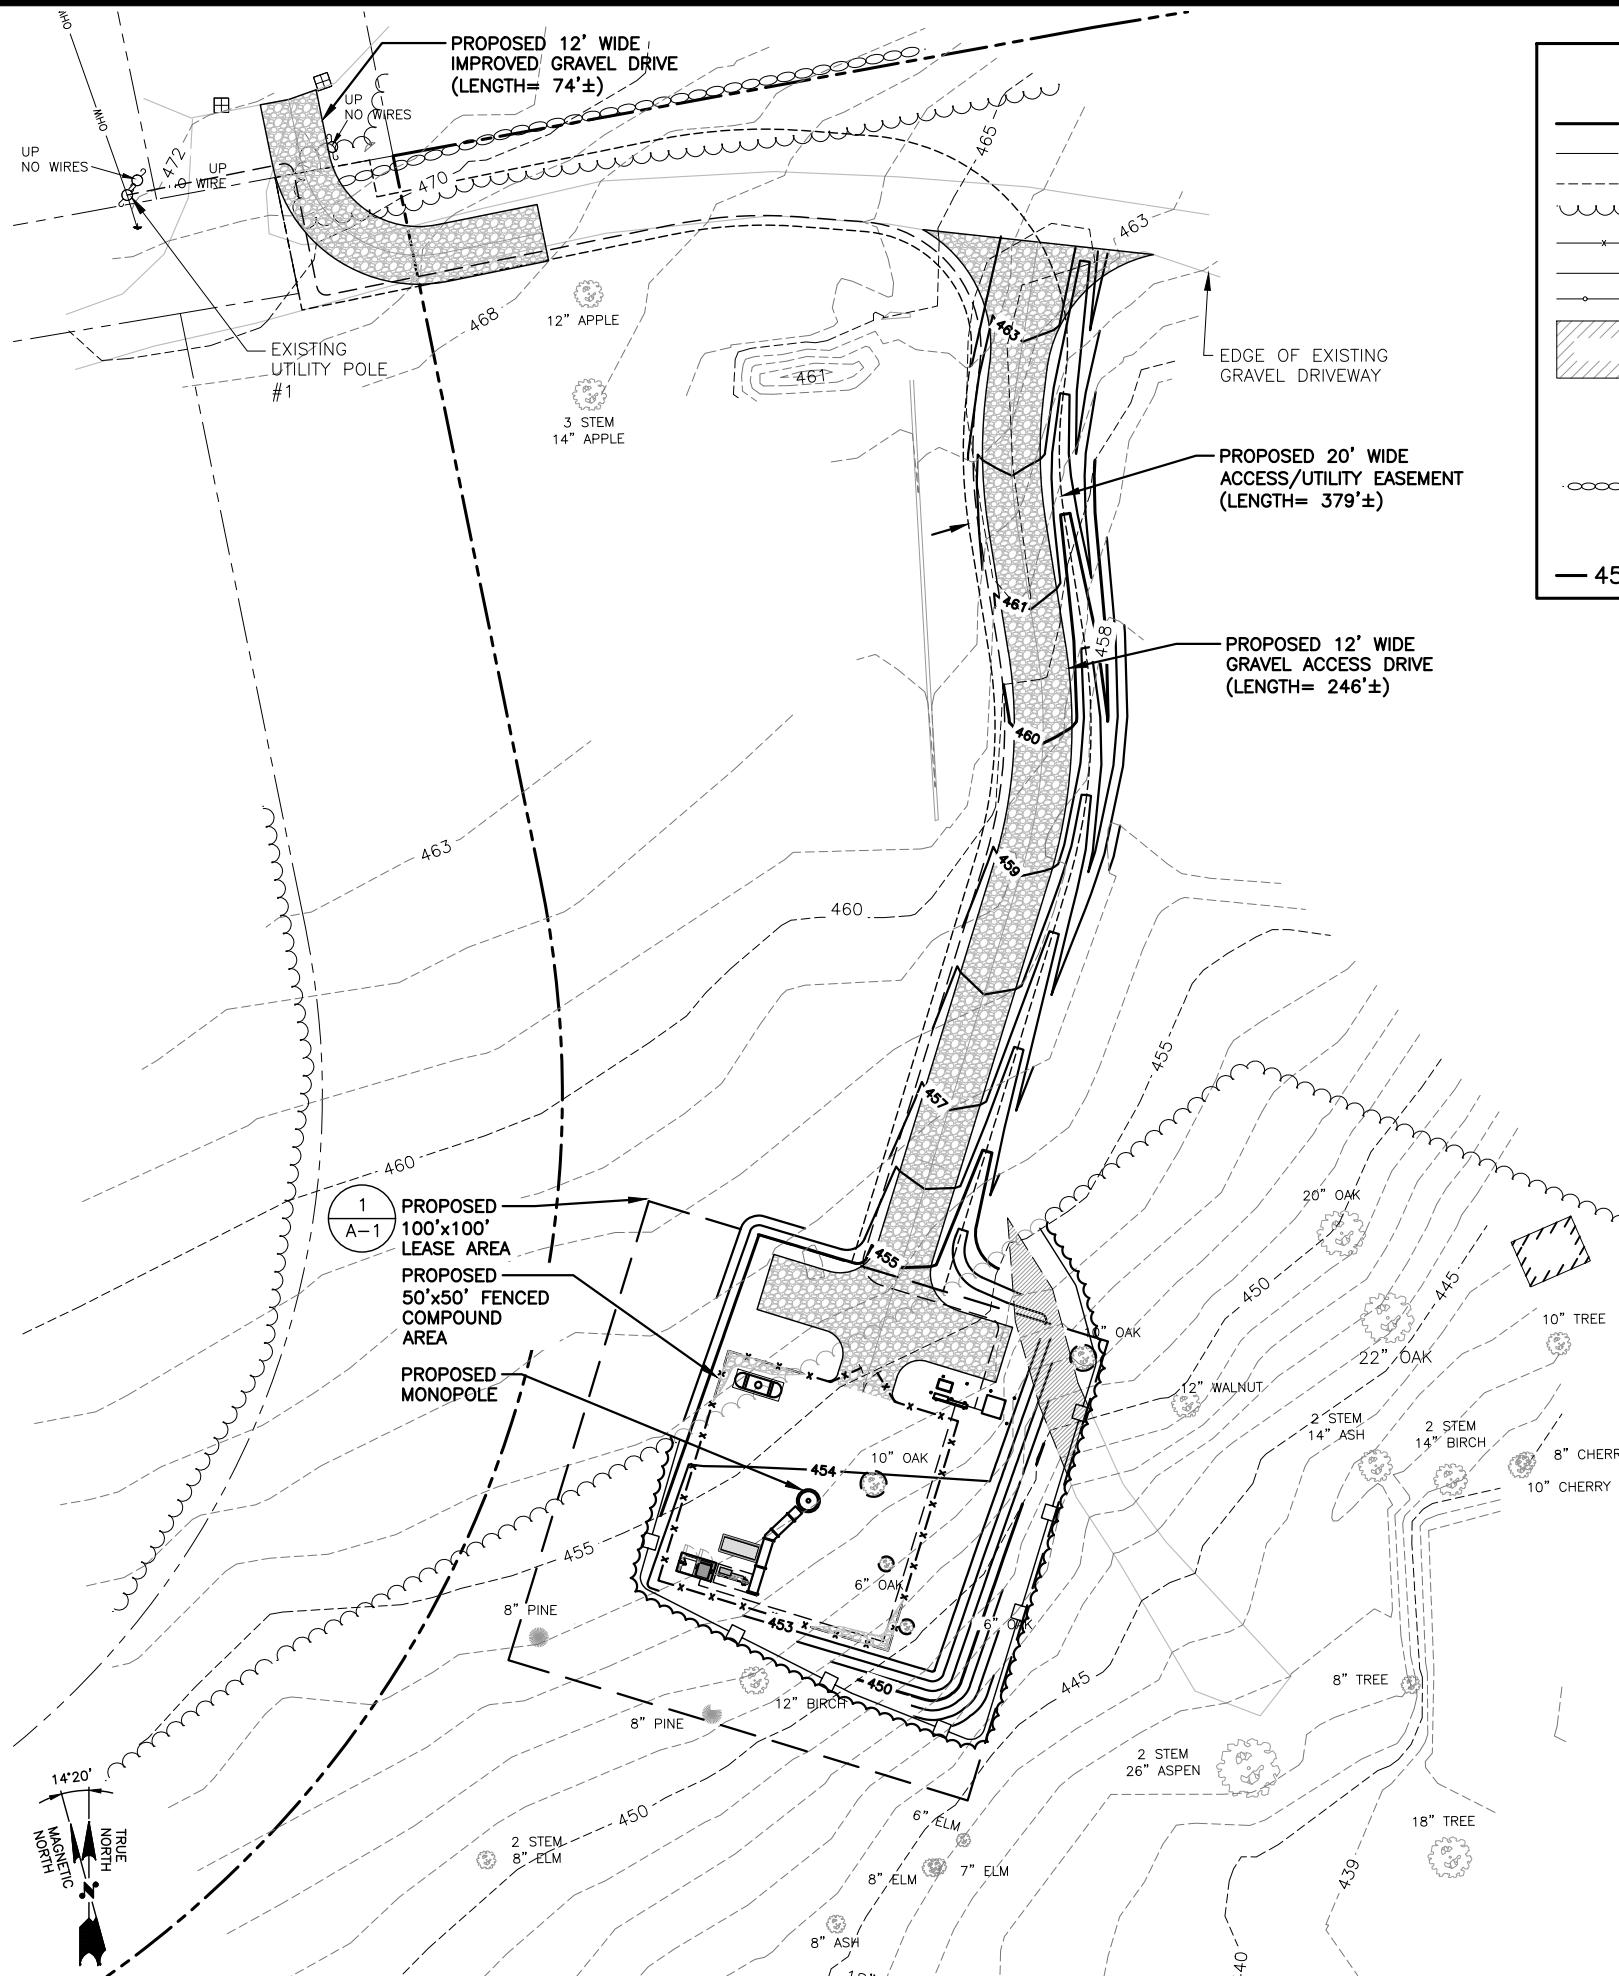 OHW
OHW
PROPOSED 12' WIDE
IMPROVED GRAVEL DRIVE
(LENGTH= 74'±)
UP
NO WIRES
UP
NO WIRES
472
UP
WIRE
470
465
463
468
12" APPLE
EXISTING
UTILITY POLE
#1
461
463
EDGE OF EXISTING
GRAVEL DRIVEWAY
3 STEM
14" APPLE
PROPOSED 20' WIDE
ACCESS/UTILITY EASEMENT
(LENGTH= 379'±)
45
461
458
PROPOSED 12' WIDE
GRAVEL ACCESS DRIVE
(LENGTH= 246'±)
460
463
459
460
455
457
460
1
A-1
PROPOSED
100'x100'
LEASE AREA
PROPOSED
50'x50' FENCED
COMPOUND
AREA
PROPOSED
MONOPOLE
455
20" OAK
450
445
10" TREE
OAK
22" OAK
12" WALNUT
2 STEM
14" ASH
2 STEM
14" BIRCH
8" CHERR
10" CHERRY
10" OAK
454
455
6" OAK
8" PINE
453
6" OAK
450
445
8" TREE
12" BIRCH
8" PINE
2 STEM
26" ASPEN
14°20'
TRUE
NORTH
MAGNETIC
NORTH
N
450
2 STEM
8" ELM
6" ELM
7" ELM
8" ELM
18" TREE
439
8" ASH
40